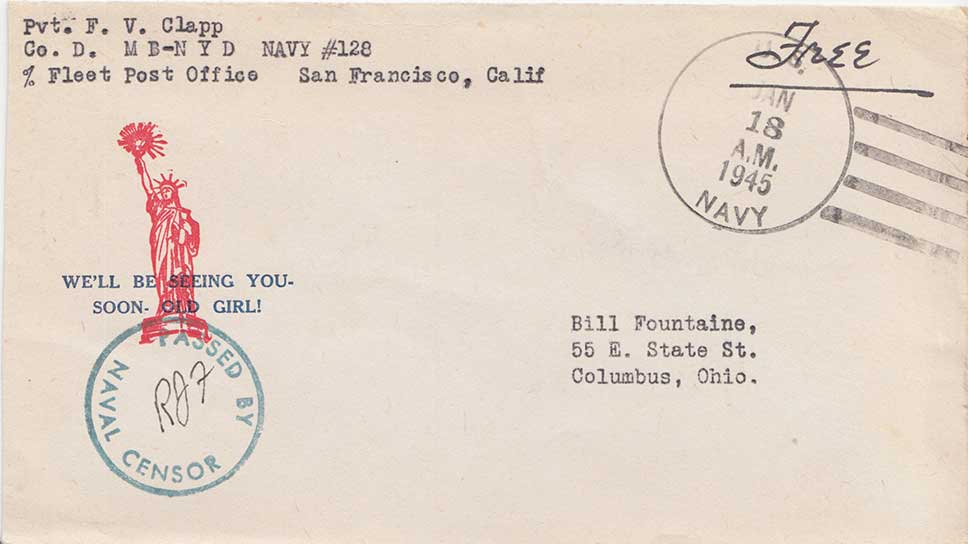 Pvt. F. V. Clapp
Co. D. M B-N Y D NAVY #128
% Fleet Post Office San Francisco, Calif
Free
JAN
18
A.M.
1945
NAVY
WE'LL BE SEEING YOU-
SOON- OLD GIRL!
Bill Fountaine,
55 E. State St.
Columbus, Ohio.
PASSED BY
NAVAL CENSOR
RJF